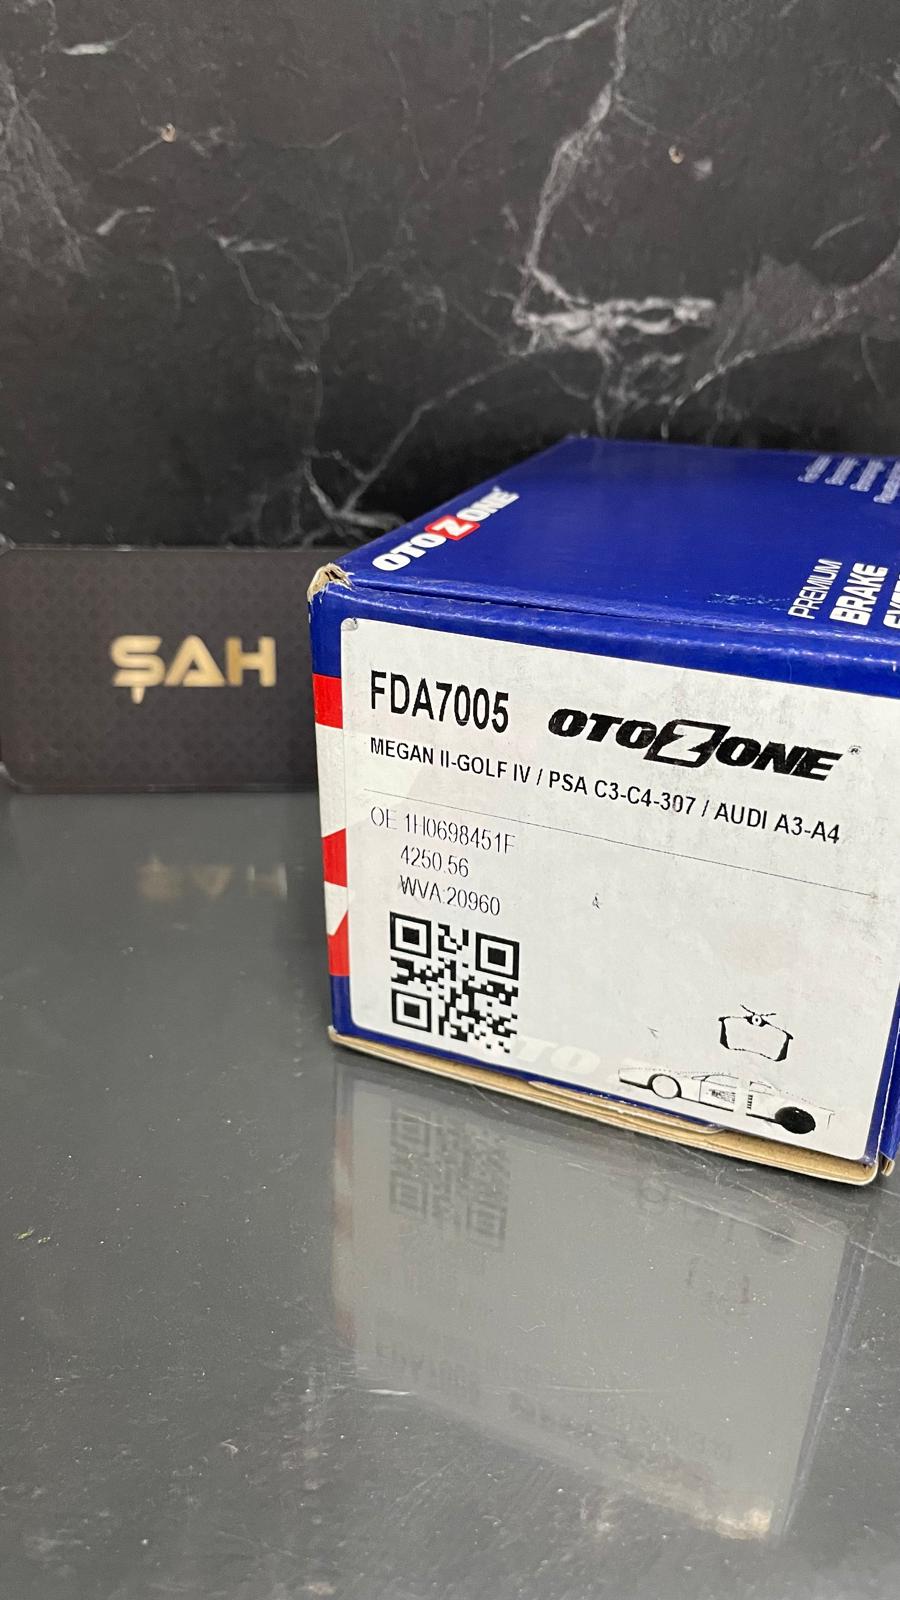 OTOZONE
PREMIUM
BRAKE
ŞAH
FDA7005 OTOZONE®
MEGAN II-GOLF IV / PSA C3-C4-307 / AUDI A3-A4
OE 1H0698451F
4250.56
WVA:20960